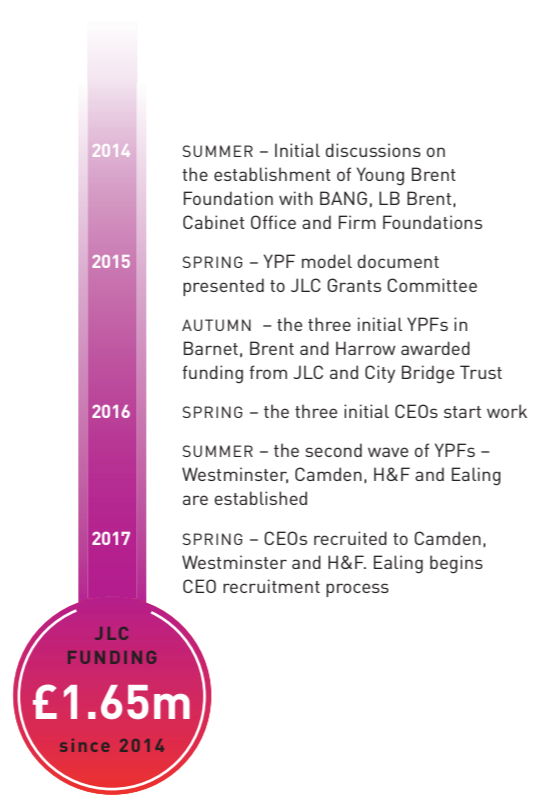 2014
SUMMER – Initial discussions on
the establishment of Young Brent
Foundation with BANG, LB Brent,
Cabinet Office and Firm Foundations
2015
SPRING – YPF model document
presented to JLC Grants Committee
AUTUMN – the three initial YPFs in
Barnet, Brent and Harrow awarded
funding from JLC and City Bridge Trust
2016
SPRING – the three initial CEOs start work
SUMMER – the second wave of YPFs –
Westminster, Camden, H&F and Ealing
are established
2017
SPRING – CEOs recruited to Camden,
Westminster and H&F. Ealing begins
CEO recruitment process
JLC
FUNDING
£1.65m
since 2014